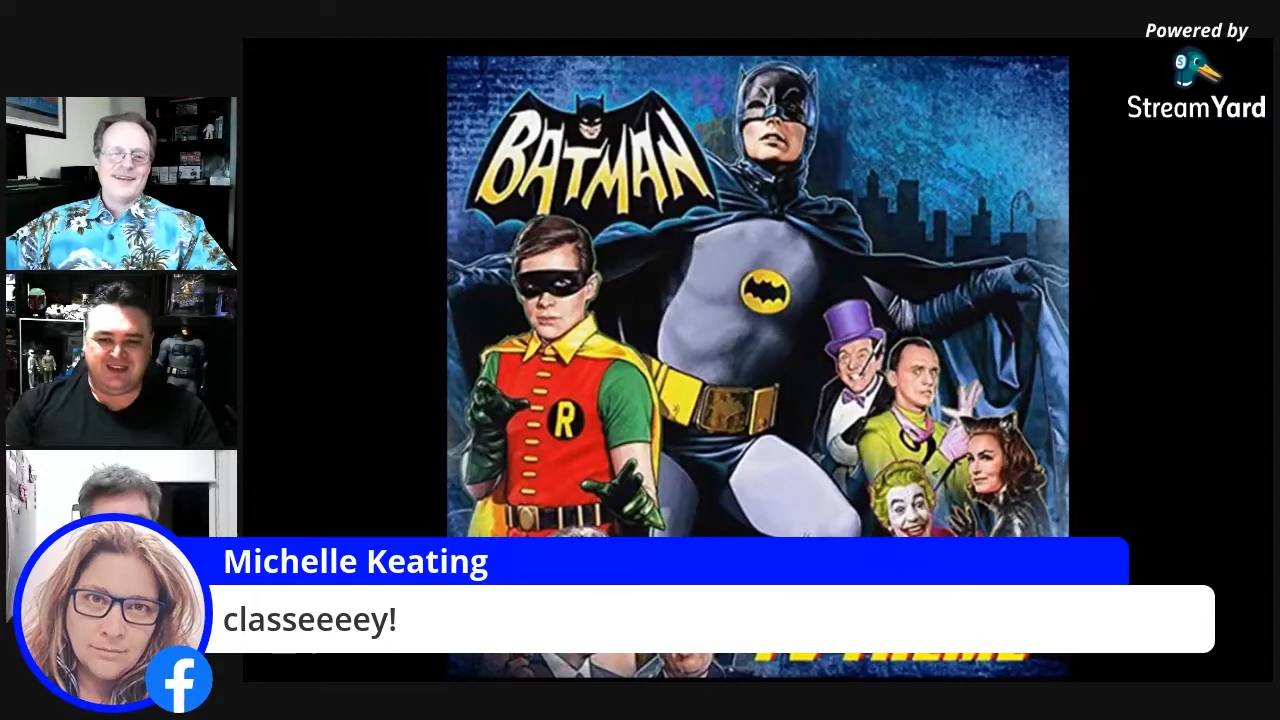 Powered by
StreamYard
BATMAN
R
Michelle Keating
classeeeey!